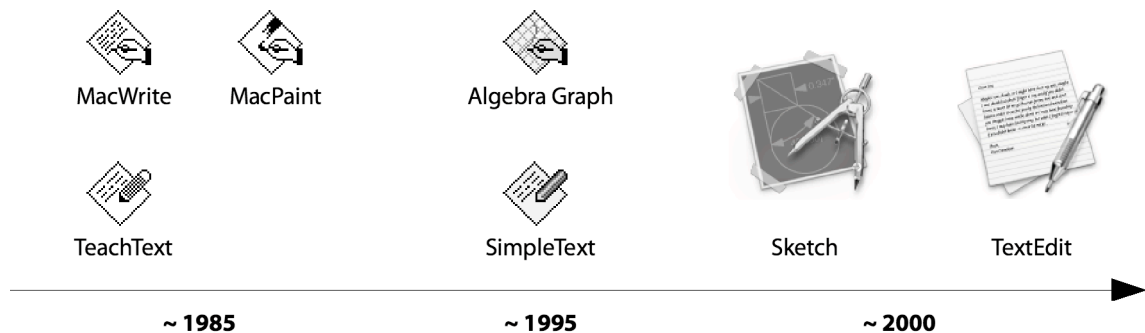 MacWrite MacPaint Algebra Graph
TeachText SimpleText Sketch TextEdit
~ 1985 ~ 1995 ~ 2000